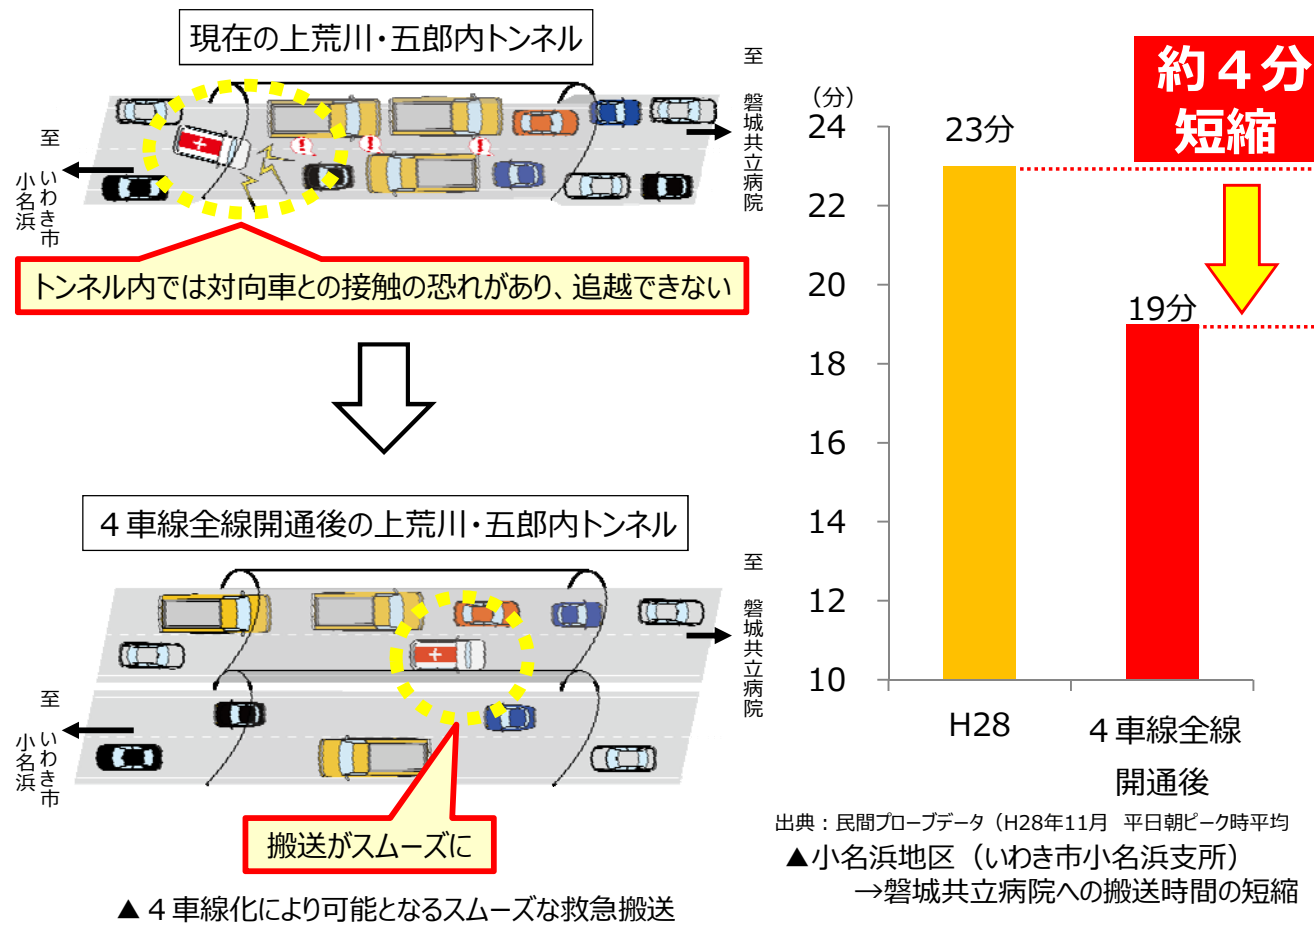 現在の上荒川・五郎内トンネル
至 磐城共立病院
至 いわき市
小名浜
トンネル内では対向車との接触の恐れがあり、追越できない
４車線全線開通後の上荒川・五郎内トンネル
至 磐城共立病院
至 いわき市
小名浜
搬送がスムーズに
▲４車線化により可能となるスムーズな救急搬送
約４分
短縮
（分）
24
22
20
18
16
14
12
10
23分
19分
H28
４車線全線
開通後
出典：民間プローブデータ（H28年11月 平日朝ピーク時平均
▲小名浜地区（いわき市小名浜支所）
→磐城共立病院への搬送時間の短縮